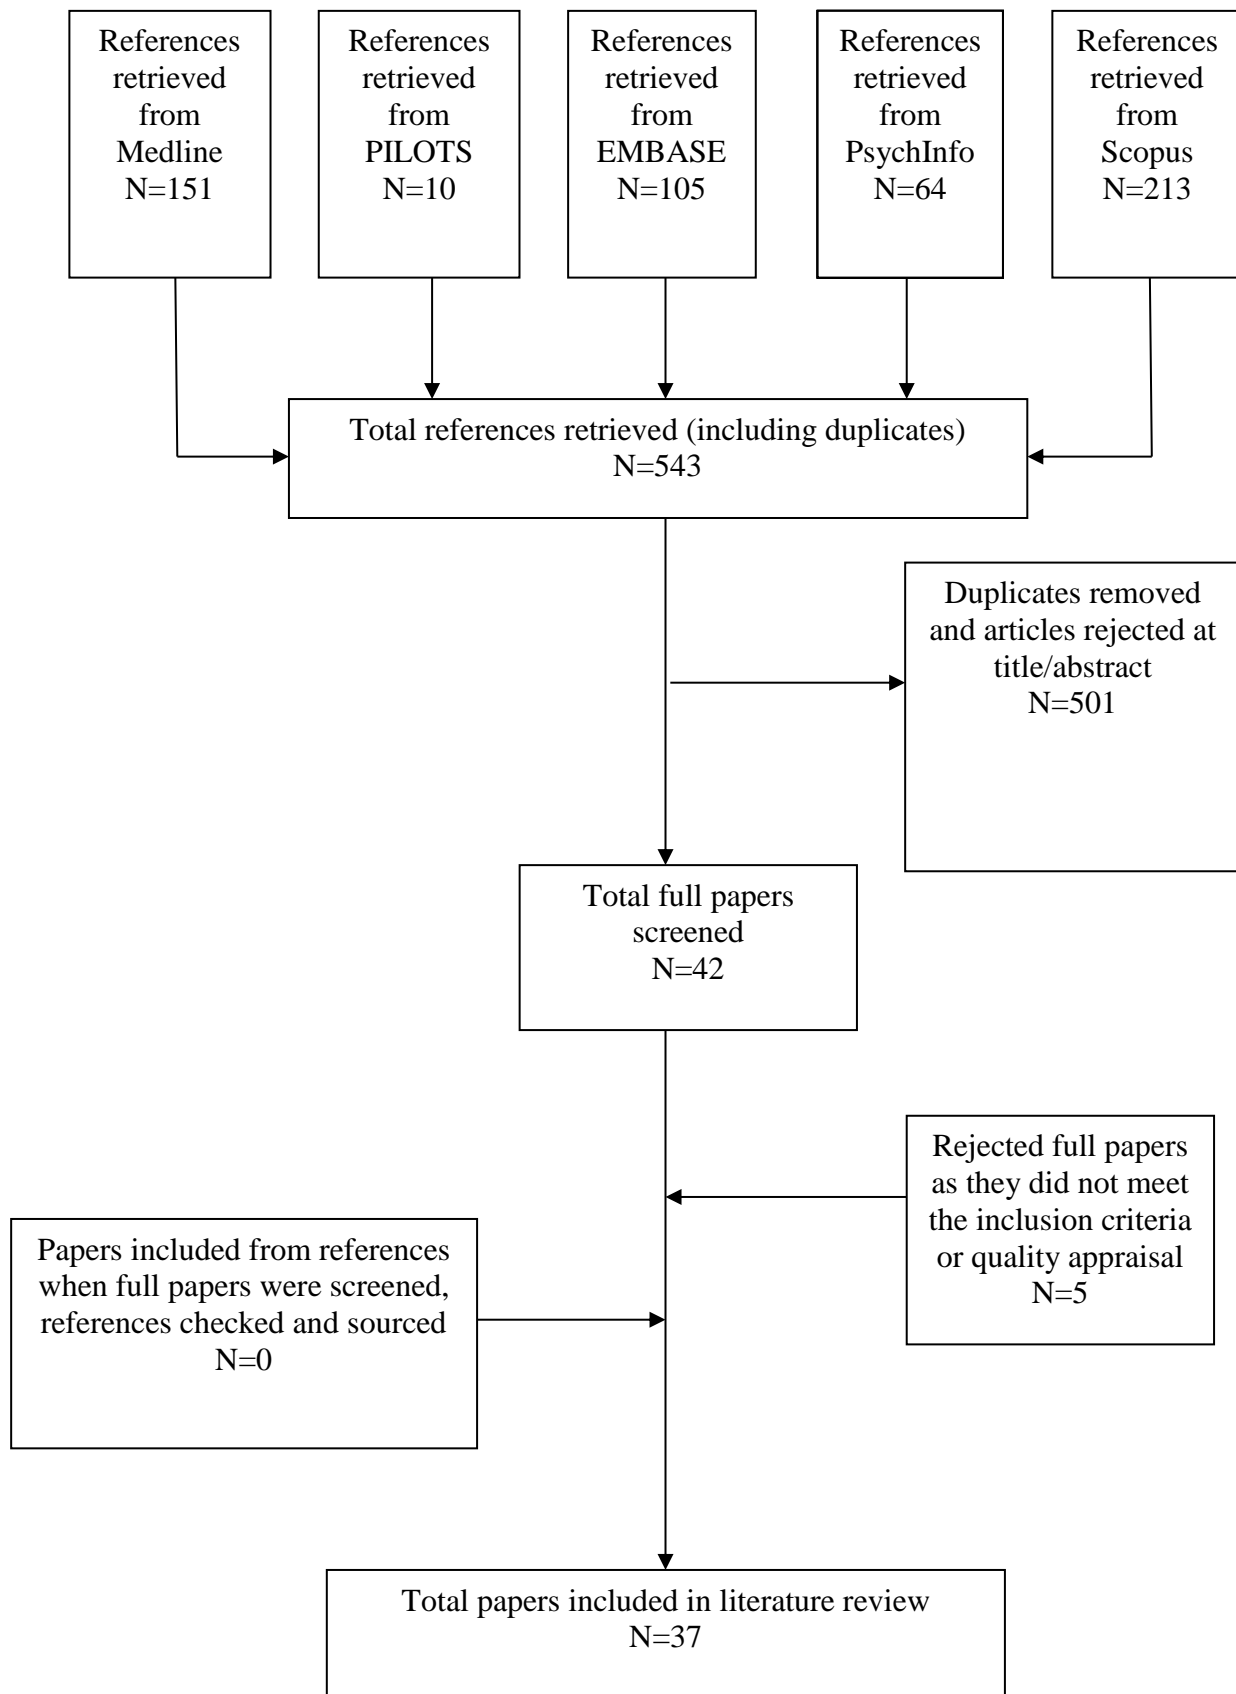 References
retrieved
from
Medline
N=151
References
retrieved
from
PILOTS
N=10
References
retrieved
from
EMBASE
N=105
References
retrieved
from
PsychInfo
N=64
References
retrieved
from
Scopus
N=213
Total references retrieved (including duplicates)
N=543
Duplicates removed
and articles rejected at
title/abstract
N=501
Total full papers
screened
N=42
Rejected full papers
as they did not meet
the inclusion criteria
or quality appraisal
N=5
Papers included from references
when full papers were screened,
references checked and sourced
N=0
Total papers included in literature review
N=37